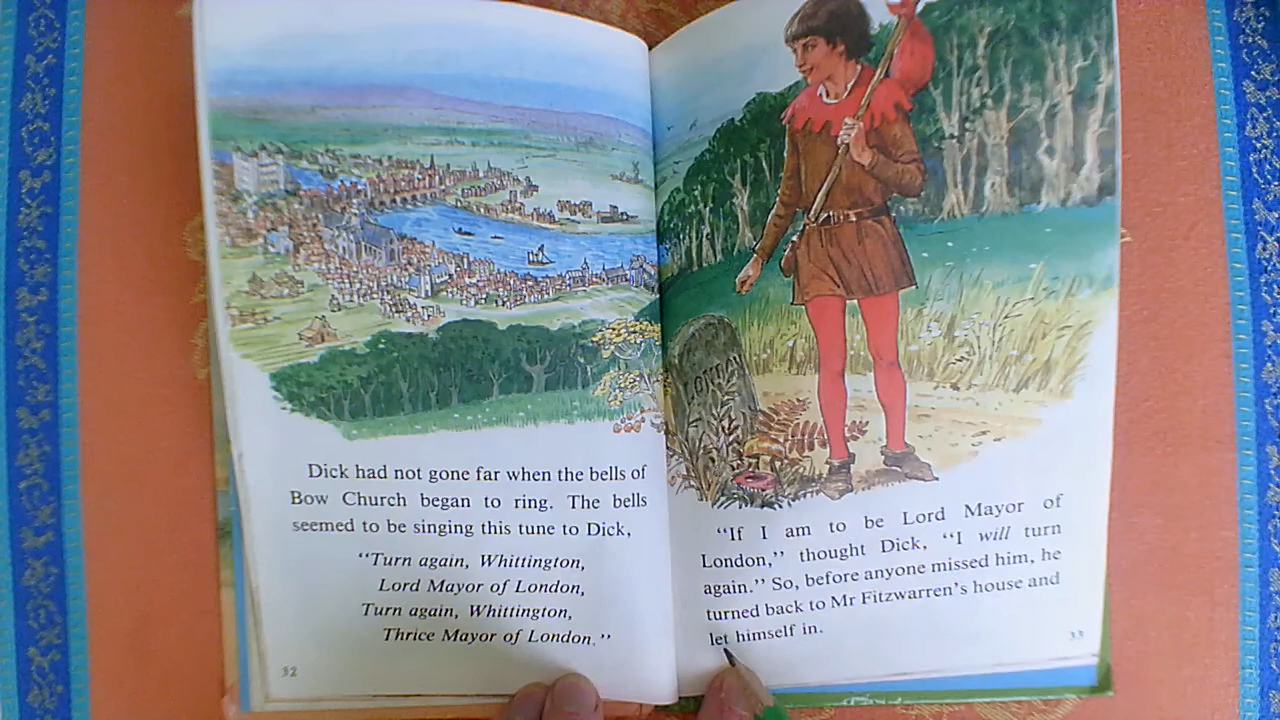 Dick had not gone far when the bells of
Bow Church began to ring. The bells
seemed to be singing this tune to Dick,
“Turn again, Whittington,
Lord Mayor of London,
Turn again, Whittington,
Thrice Mayor of London.”
32
LONDON
“If I am to be Lord Mayor of
London,” thought Dick, “I will turn
again.” So, before anyone missed him, he
turned back to Mr Fitzwarren’s house and
let himself in.
33